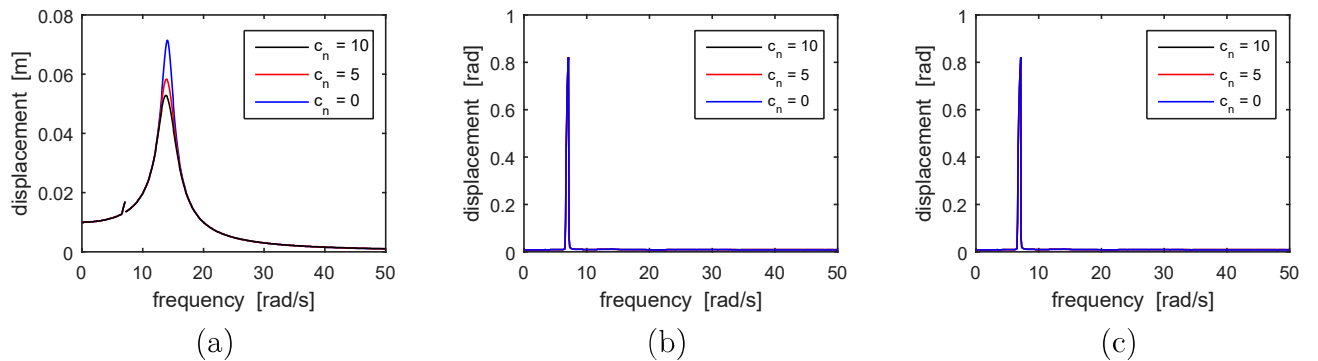 displacement [m]
0.08
0.06
0.04
0.02
0
c_n = 10
c_n = 5
c_n = 0
0 10 20 30 40 50
frequency [rad/s]
(a)
displacement [rad]
1
0.8
0.6
0.4
0.2
0
c_n = 10
c_n = 5
c_n = 0
0 10 20 30 40 50
frequency [rad/s]
(b)
displacement [rad]
1
0.8
0.6
0.4
0.2
0
c_n = 10
c_n = 5
c_n = 0
0 10 20 30 40 50
frequency [rad/s]
(c)